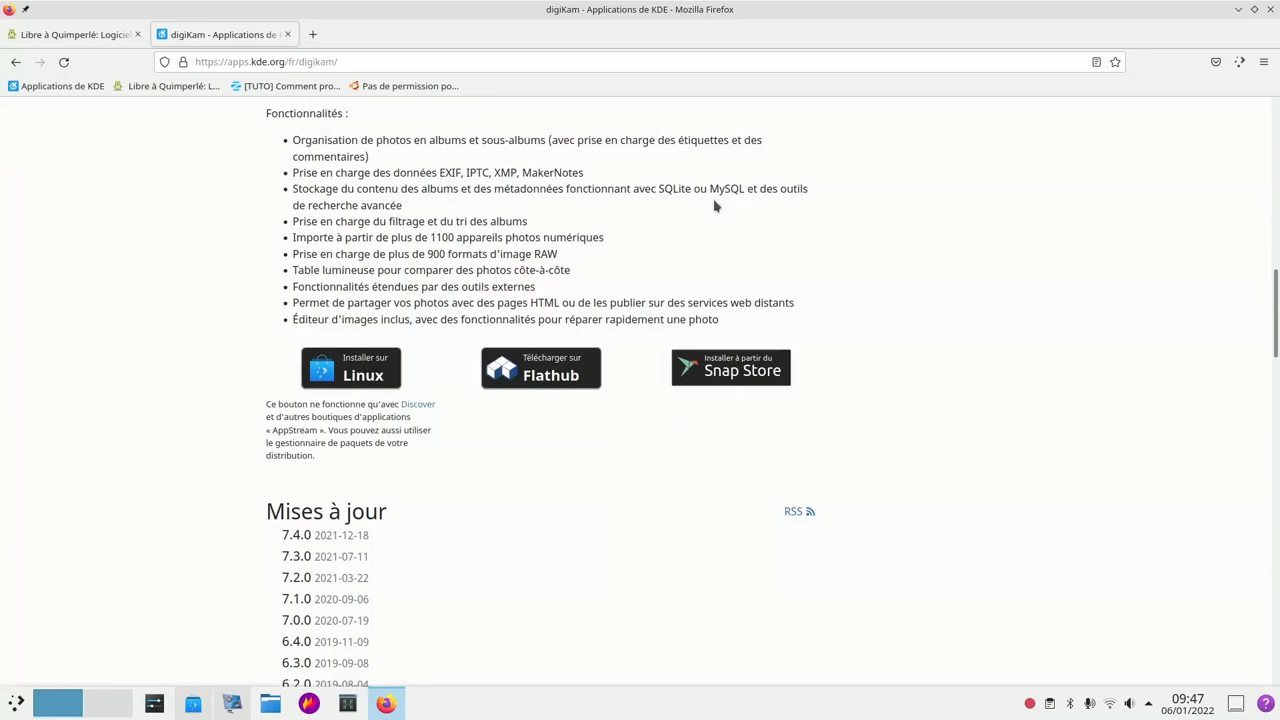 digiKam - Applications de KDE - Mozilla Firefox
Libre à Quimperlé: Logiciel
digiKam - Applications de
https://apps.kde.org/fr/digikam/
Applications de KDE
Libre à Quimperlé: L...
[TUTO] Comment pro...
Pas de permission po...
Fonctionnalités :
• Organisation de photos en albums et sous-albums (avec prise en charge des étiquettes et des
commentaires)
• Prise en charge des données EXIF, IPTC, XMP, MakerNotes
• Stockage du contenu des albums et des métadonnées fonctionnant avec SQLite ou MySQL et des outils
de recherche avancée
• Prise en charge du filtrage et du tri des albums
• Importe à partir de plus de 1100 appareils photos numériques
• Prise en charge de plus de 900 formats d'image RAW
• Table lumineuse pour comparer des photos côte-à-côte
• Fonctionnalités étendues par des outils externes
• Permet de partager vos photos avec des pages HTML ou de les publier sur des services web distants
• Éditeur d'images inclus, avec des fonctionnalités pour réparer rapidement une photo
Installer sur
Linux
Télécharger sur
Flathub
Installer à partir du
Snap Store
Ce bouton ne fonctionne qu'avec Discover
et d'autres boutiques d'applications
« AppStream ». Vous pouvez aussi utiliser
le gestionnaire de paquets de votre
distribution.
Mises à jour
RSS
7.4.0 2021-12-18
7.3.0 2021-07-11
7.2.0 2021-03-22
7.1.0 2020-09-06
7.0.0 2020-07-19
6.4.0 2019-11-09
6.3.0 2019-09-08
6.2.0 2019-08-04
09:47
06/01/2022